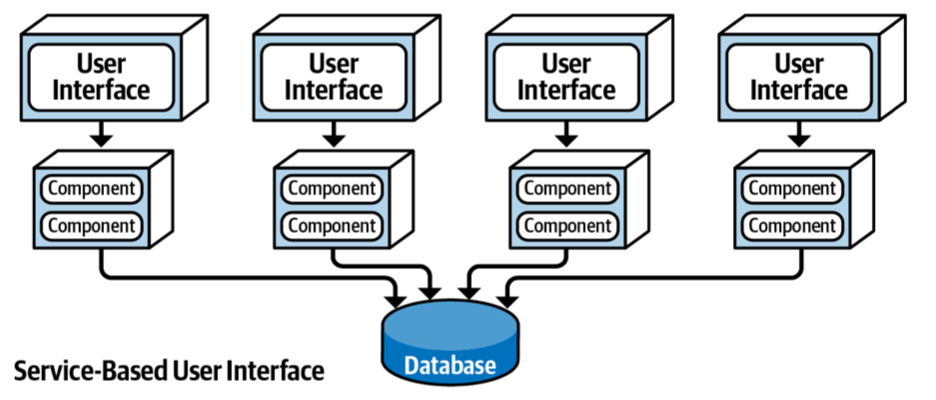 User
Interface
User
Interface
User
Interface
User
Interface
Component
Component
Component
Component
Component
Component
Component
Component
Database
Service-Based User Interface